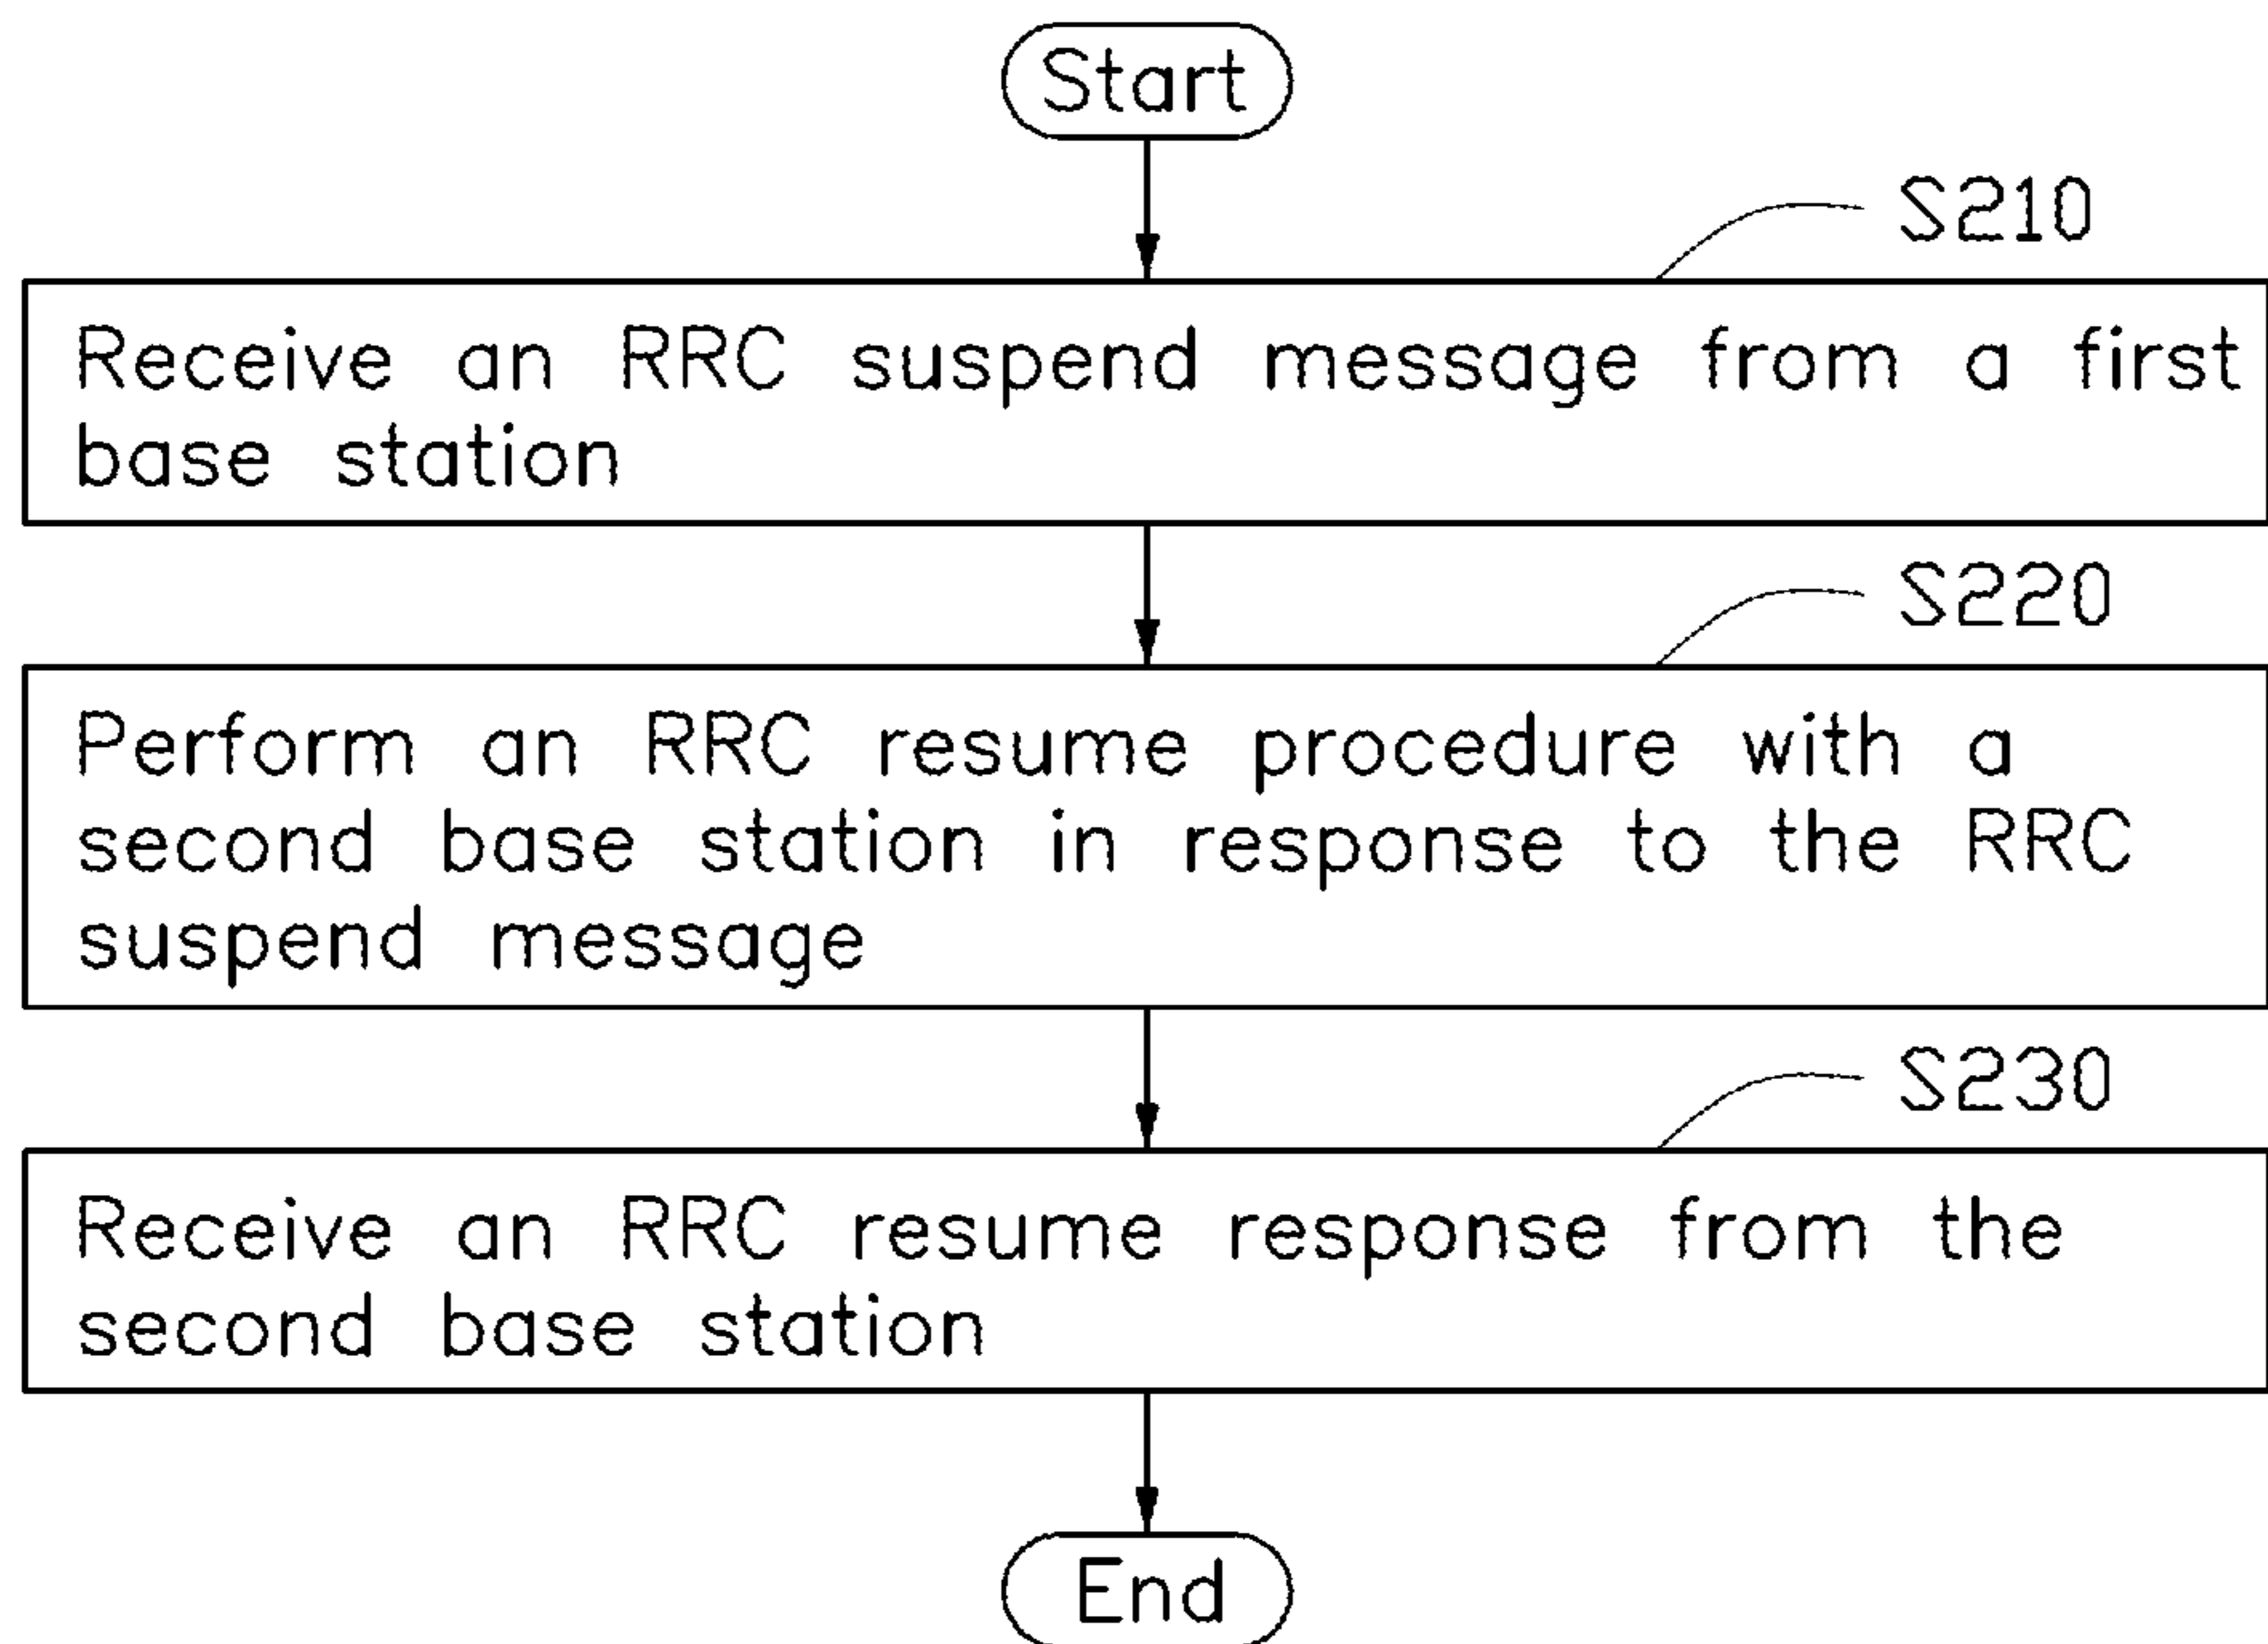 Start
S210
Receive an RRC suspend message from a first
base station
S220
Perform an RRC resume procedure with a
second base station in response to the RRC
suspend message
S230
Receive an RRC resume response from the
second base station
End